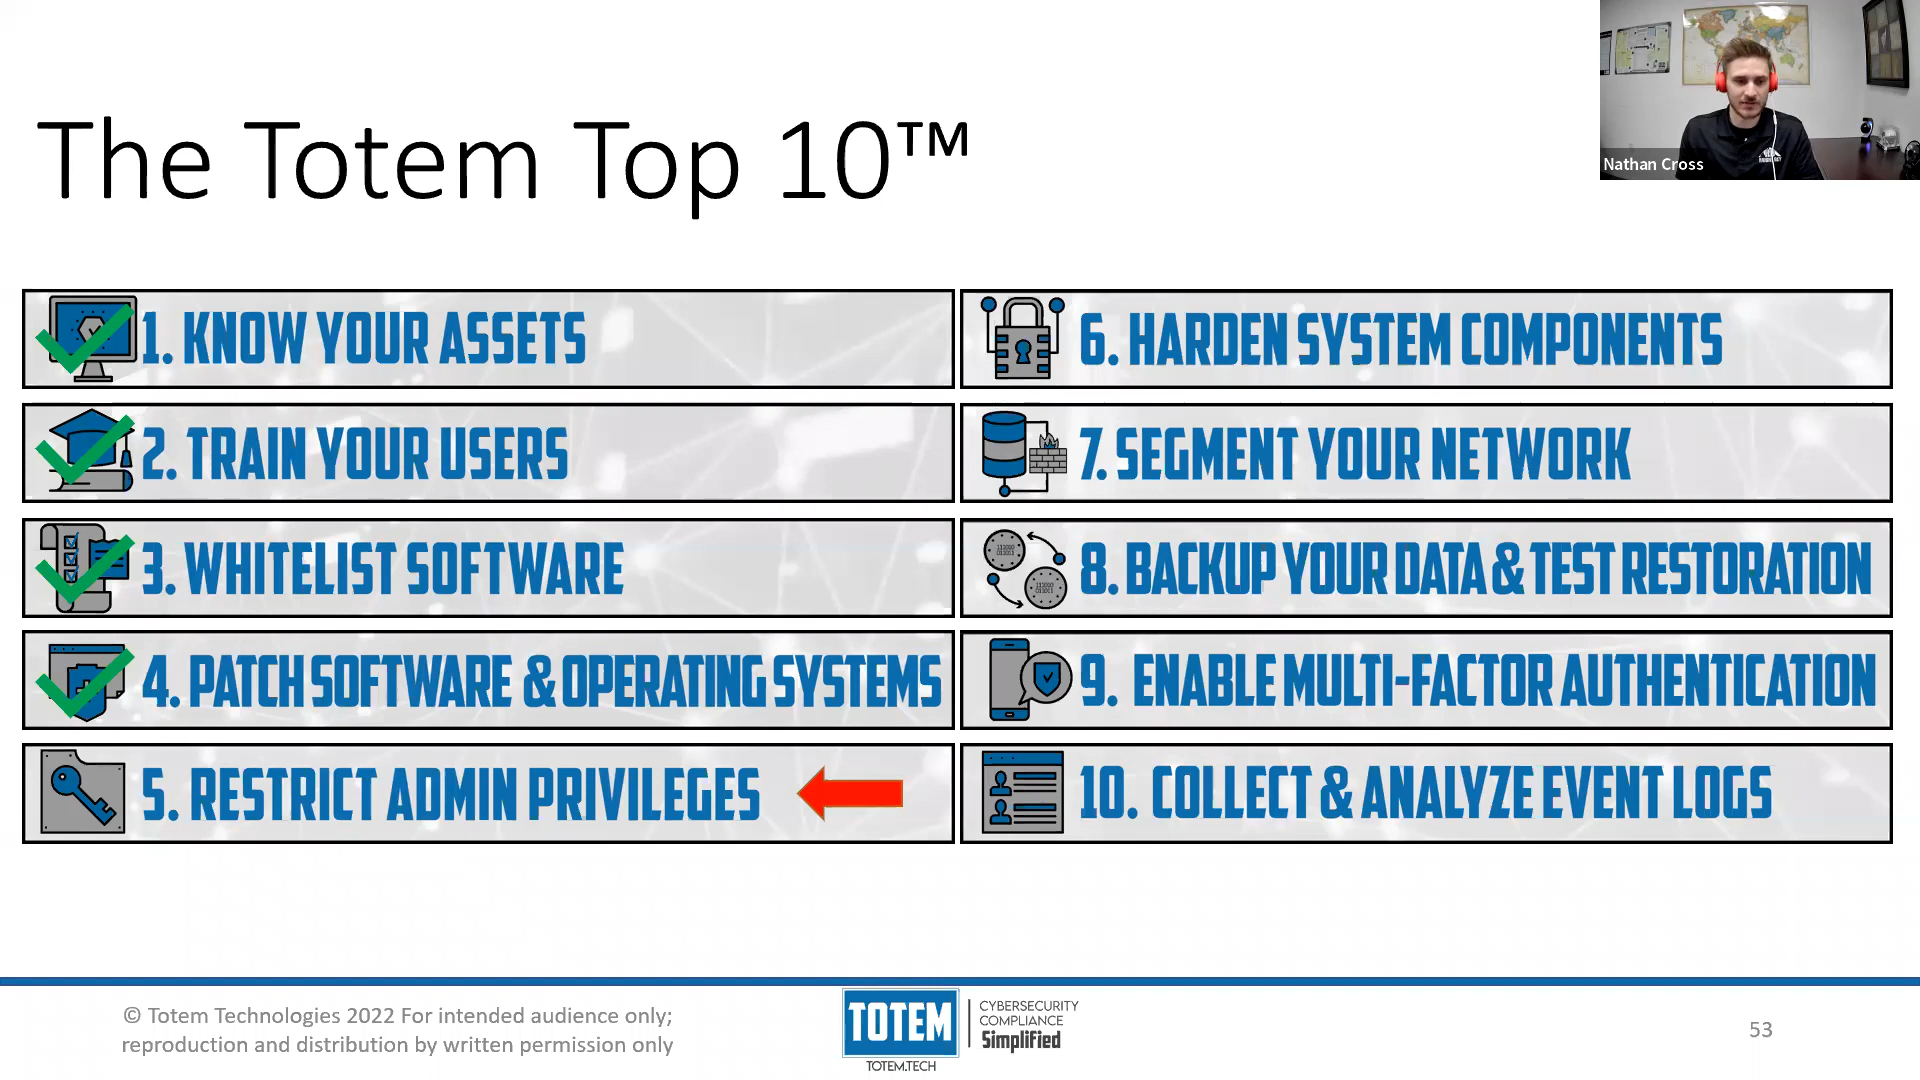 The Totem Top 10™
Nathan Cross
1. KNOW YOUR ASSETS
2. TRAIN YOUR USERS
3. WHITELIST SOFTWARE
4. PATCH SOFTWARE & OPERATING SYSTEMS
5. RESTRICT ADMIN PRIVILEGES
6. HARDEN SYSTEM COMPONENTS
7. SEGMENT YOUR NETWORK
8. BACKUP YOUR DATA & TEST RESTORATION
9. ENABLE MULTI-FACTOR AUTHENTICATION
10. COLLECT & ANALYZE EVENT LOGS
© Totem Technologies 2022 For intended audience only;
reproduction and distribution by written permission only
TOTEM
TOTEM.TECH
CYBERSECURITY
COMPLIANCE
Simplified
53